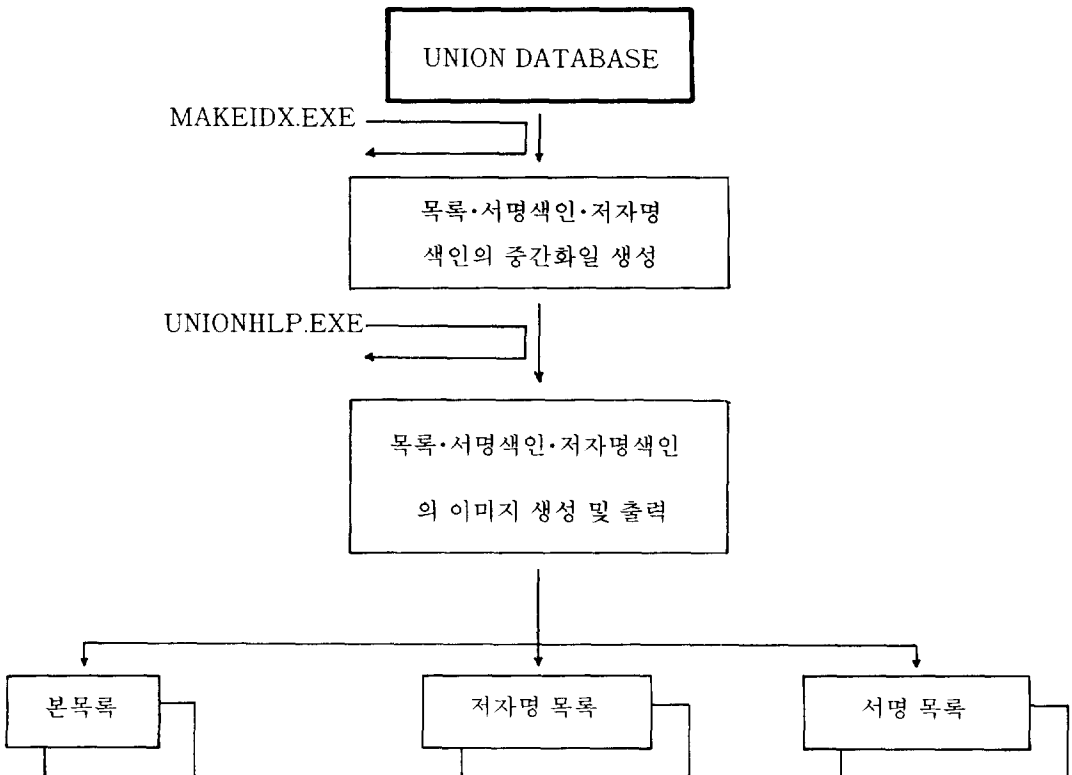 UNION DATABASE
MAKEIDX.EXE
목록·서명색인·저자명
색인의 중간화일 생성
UNIONHLP.EXE
목록·서명색인·저자명색인
의 이미지 생성 및 출력
본목록
저자명 목록
서명 목록